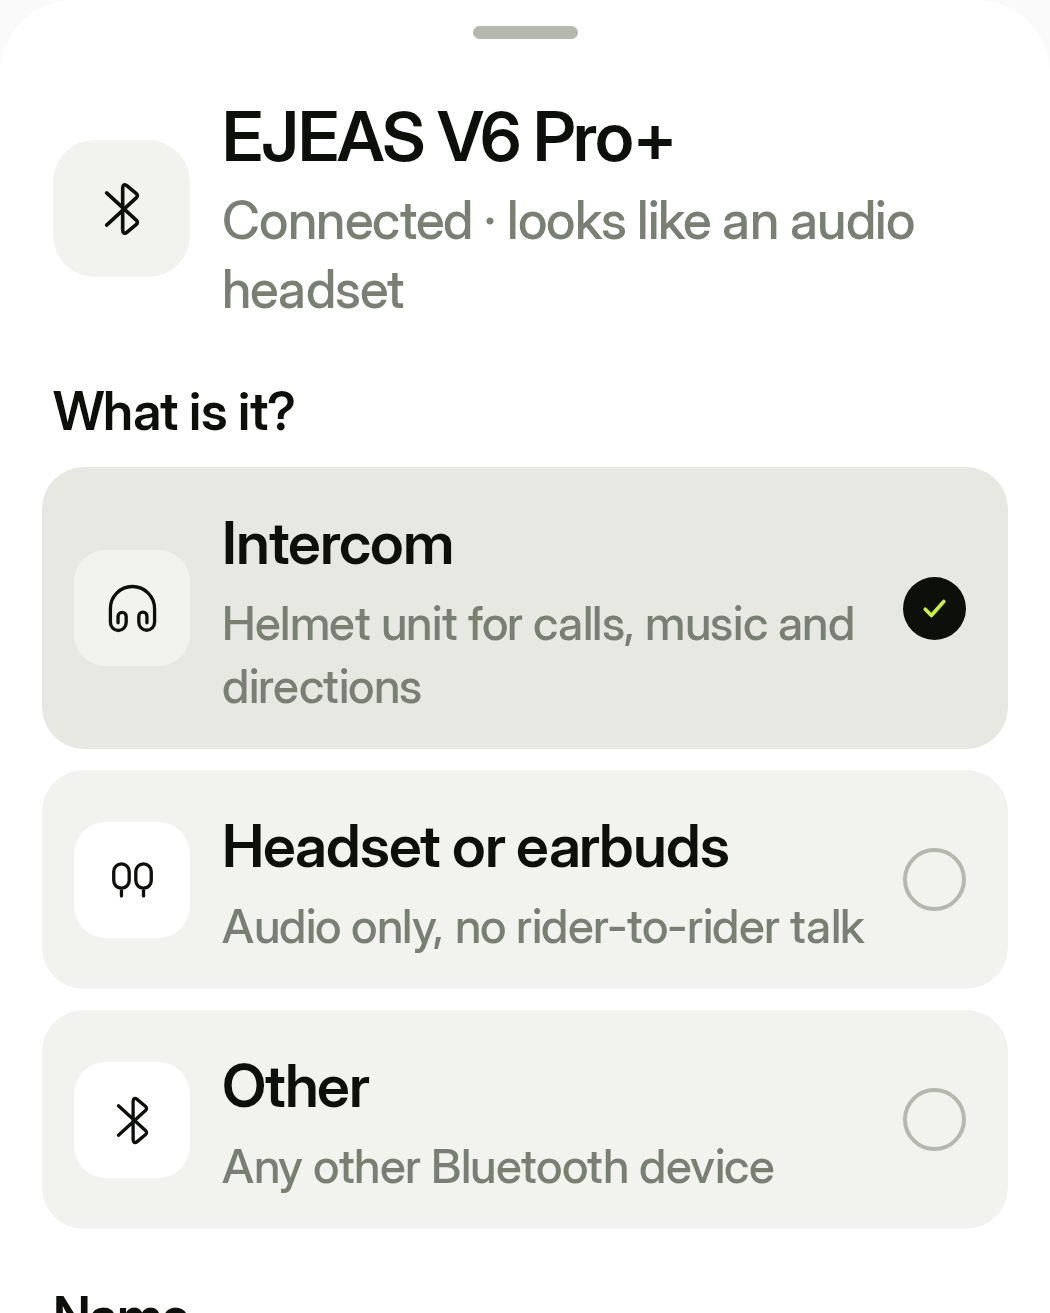 EJEAS V6 Pro+
Connected · looks like an audio
headset
What is it?
Intercom
Helmet unit for calls, music and
directions
Headset or earbuds
Audio only, no rider-to-rider talk
Other
Any other Bluetooth device
Name